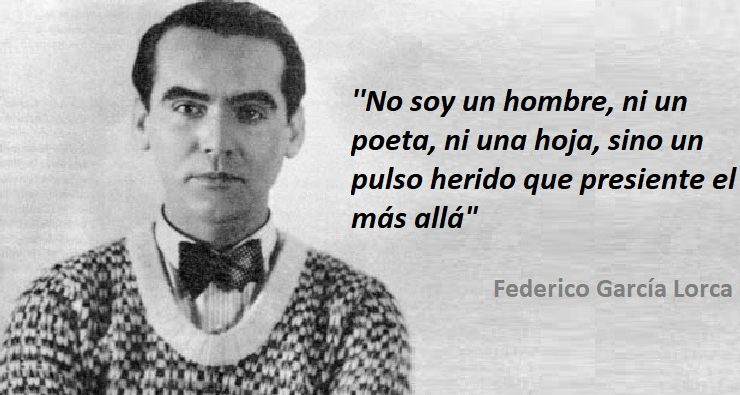 "No soy un hombre, ni un
poeta, ni una hoja, sino un
pulso herido que presiente el
más allá"
Federico García Lorca